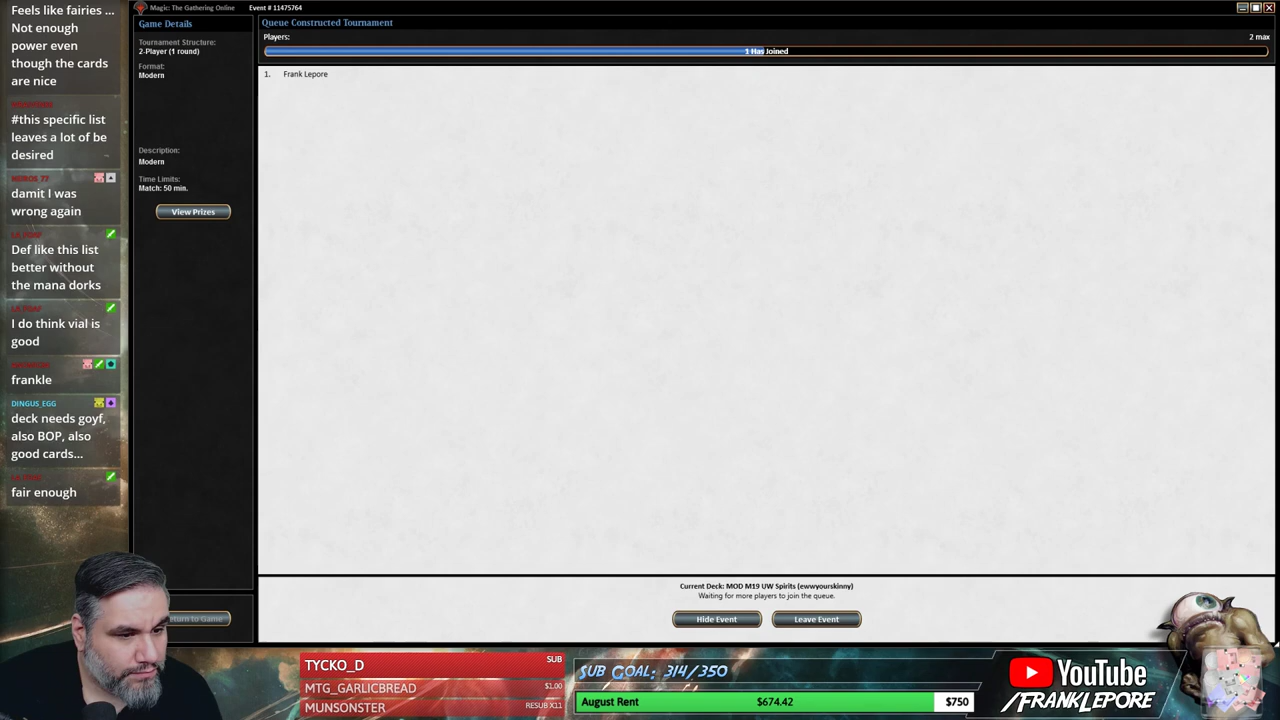 Feels like fairies ...
Not enough
power even
though the cards
are nice
#this specific list
leaves a lot of be
desired
damit I was
wrong again
Def like this list
better without
the mana dorks
I do think vial is
good
frankle
DINGUS_EGG
deck needs goyf,
also BOP, also
good cards...
fair enough
Magic: The Gathering Online Event # 11475764
Game Details
Tournament Structure:
2-Player (1 round)
Format:
Modern
Description:
Modern
Time Limits:
Match: 50 min.
View Prizes
Return to Game
Queue Constructed Tournament
Players:
2 max
1 Has Joined
1. Frank Lepore
Current Deck: MOD M19 UW Spirits (ewwyourskinny)
Waiting for more players to join the queue.
Hide Event Leave Event
TYCKO_D SUB
MTG_GARLICBREAD $1.00
MUNSONSTER RESUB X11
SUB GOAL: 314/350
August Rent $674.42 $750
YouTube
/FRANKLEPORE